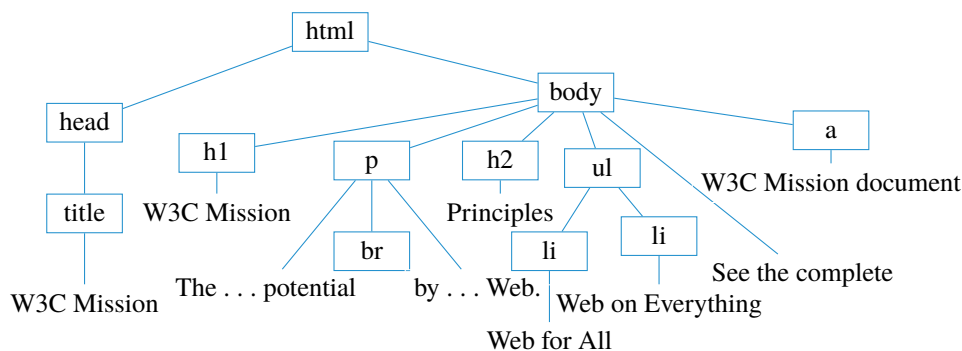 html
body
head
a
h1
p
h2
ul
W3C Mission document
title
W3C Mission
Principles
li
br
li
See the complete
The . . . potential
by . . . Web.
W3C Mission
Web on Everything
Web for All